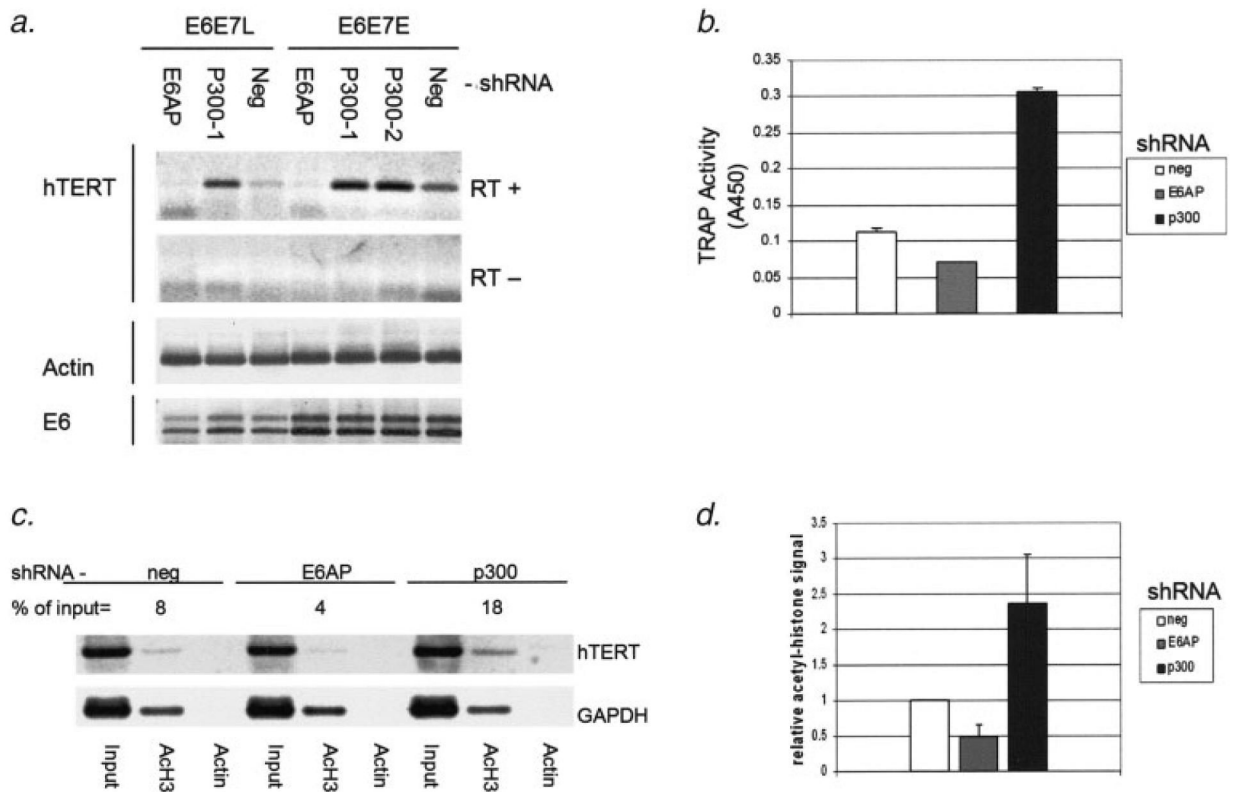 a.
E6E7L E6E7E
E6AP P300-1 Neg E6AP P300-1 P300-2 Neg - shRNA
hTERT RT +
RT –
Actin
E6
b.
0.35
0.3
0.25
0.2
0.15
0.1
0.05
0
TRAP Activity
(A450)
shRNA
neg
E6AP
p300
c.
shRNA - neg E6AP p300
% of input= 8 4 18
hTERT
GAPDH
Input AcH3 Actin Input AcH3 Actin Input AcH3 Actin
d.
3.5
3
2.5
2
1.5
1
0.5
0
relative acetyl-histone signal
shRNA
neg
E6AP
p300